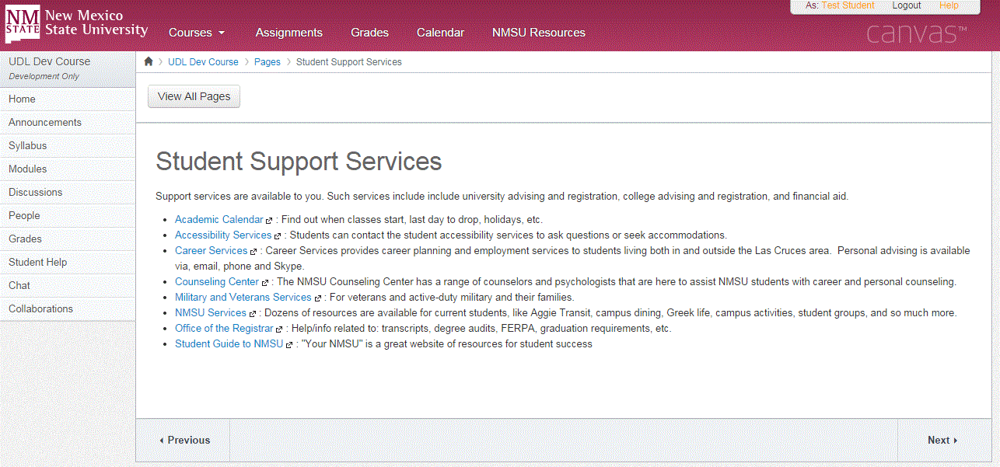 As: Test Student Logout Help
NM STATE New Mexico State University
Courses Assignments Grades Calendar NMSU Resources
canvas™
UDL Dev Course
Development Only
Home
Announcements
Syllabus
Modules
Discussions
People
Grades
Student Help
Chat
Collaborations
UDL Dev Course > Pages > Student Support Services
View All Pages
Student Support Services
Support services are available to you. Such services include include university advising and registration, college advising and registration, and financial aid.
• Academic Calendar : Find out when classes start, last day to drop, holidays, etc.
• Accessibility Services : Students can contact the student accessibility services to ask questions or seek accommodations.
• Career Services : Career Services provides career planning and employment services to students living both in and outside the Las Cruces area. Personal advising is available
via, email, phone and Skype.
• Counseling Center : The NMSU Counseling Center has a range of counselors and psychologists that are here to assist NMSU students with career and personal counseling.
• Military and Veterans Services : For veterans and active-duty military and their families.
• NMSU Services : Dozens of resources are available for current students, like Aggie Transit, campus dining, Greek life, campus activities, student groups, and so much more.
• Office of the Registrar : Help/info related to: transcripts, degree audits, FERPA, graduation requirements, etc.
• Student Guide to NMSU : "Your NMSU" is a great website of resources for student success
Previous
Next